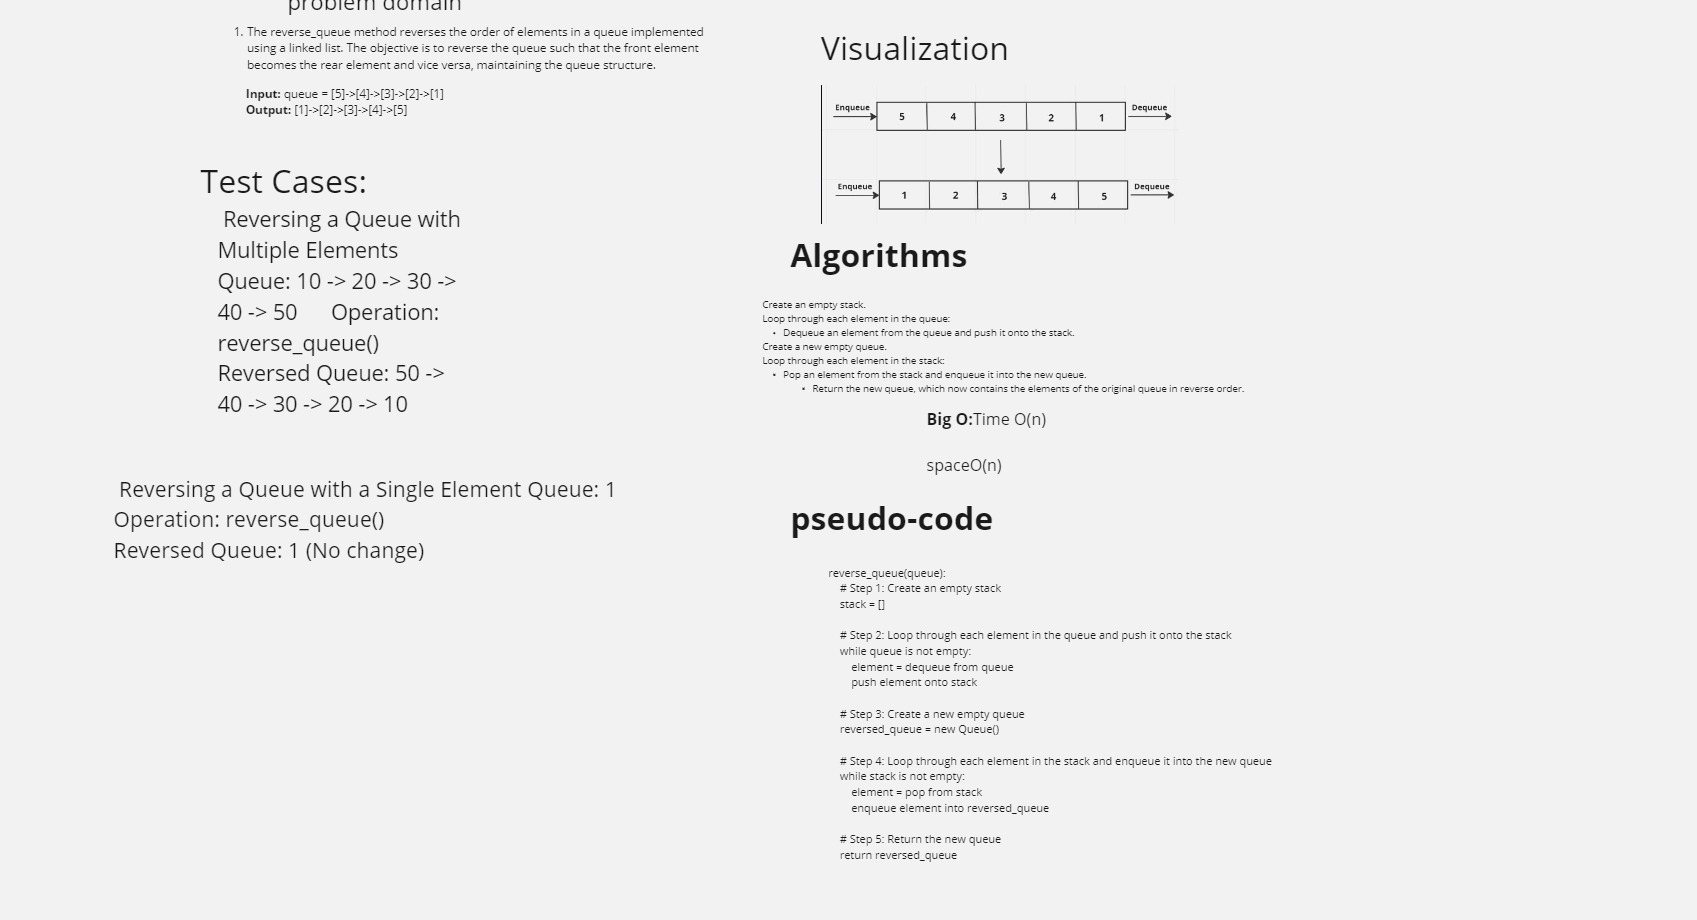 problem domain
1. The reverse_queue method reverses the order of elements in a queue implemented
using a linked list. The objective is to reverse the queue such that the front element
becomes the rear element and vice versa, maintaining the queue structure.
Input: queue = [5]->[4]->[3]->[2]->[1]
Output: [1]->[2]->[3]->[4]->[5]
Test Cases:
Reversing a Queue with
Multiple Elements
Queue: 10 -> 20 -> 30 ->
40 -> 50 Operation:
reverse_queue()
Reversed Queue: 50 ->
40 -> 30 -> 20 -> 10
Reversing a Queue with a Single Element Queue: 1
Operation: reverse_queue()
Reversed Queue: 1 (No change)
Visualization
Enqueue 5 4 3 2 1 Dequeue
Enqueue 1 2 3 4 5 Dequeue
Algorithms
Create an empty stack.
Loop through each element in the queue:
• Dequeue an element from the queue and push it onto the stack.
Create a new empty queue.
Loop through each element in the stack:
• Pop an element from the stack and enqueue it into the new queue.
• Return the new queue, which now contains the elements of the original queue in reverse order.
Big O:Time O(n)
spaceO(n)
pseudo-code
reverse_queue(queue):
# Step 1: Create an empty stack
stack = []
# Step 2: Loop through each element in the queue and push it onto the stack
while queue is not empty:
element = dequeue from queue
push element onto stack
# Step 3: Create a new empty queue
reversed_queue = new Queue()
# Step 4: Loop through each element in the stack and enqueue it into the new queue
while stack is not empty:
element = pop from stack
enqueue element into reversed_queue
# Step 5: Return the new queue
return reversed_queue